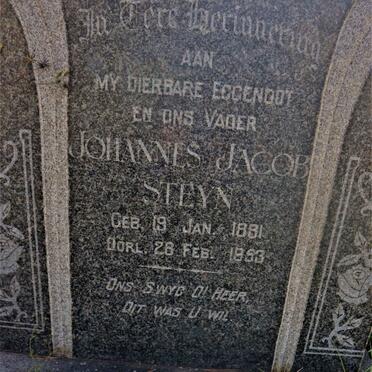 In Tere Herinnering
AAN
MY DIERBARE EGGENOOT
EN ONS VADER
JOHANNES JACOB
STEYN
GEB. 19 JAN. 1881
OORL. 28 FEB.
ONS SWYG O! HEER,
DIT WAS U WIL.